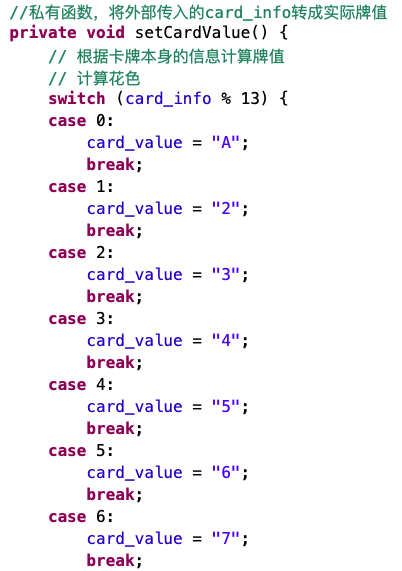 //私有函数，将外部传入的card_info转成实际牌值
private void setCardValue() {
    // 根据卡牌本身的信息计算牌值
    // 计算花色
    switch (card_info % 13) {
    case 0:
        card_value = "A";
        break;
    case 1:
        card_value = "2";
        break;
    case 2:
        card_value = "3";
        break;
    case 3:
        card_value = "4";
        break;
    case 4:
        card_value = "5";
        break;
    case 5:
        card_value = "6";
        break;
    case 6:
        card_value = "7";
        break;